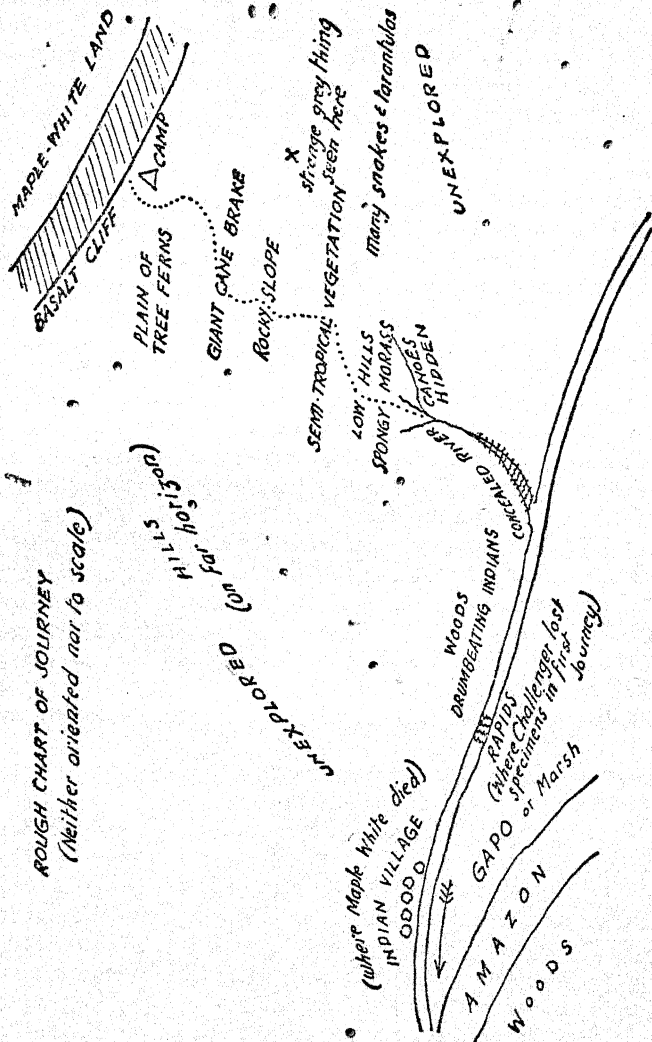 ROUGH CHART OF JOURNEY
(Neither oriented nor to scale)
MAPLE-WHITE LAND
BASALT CLIFF
CAMP
PLAIN OF
TREE FERNS
GIANT CANE BRAKE
ROCKY SLOPE
x
strange grey thing
seen here
SEMI-TROPICAL VEGETATION
many snakes & tarantulas
UNEXPLORED
LOW HILLS
SPONGY MORASS
CANOES
HIDDEN
CONCEALED RIVER
HILLS
(on far horizon)
UNEXPLORED
WOODS
DRUMBEATING INDIANS
RAPIDS
(Where Challenger lost
specimens in first
Journey)
(where Maple White died)
INDIAN VILLAGE
GAPO or Marsh
AMAZON
WOODS